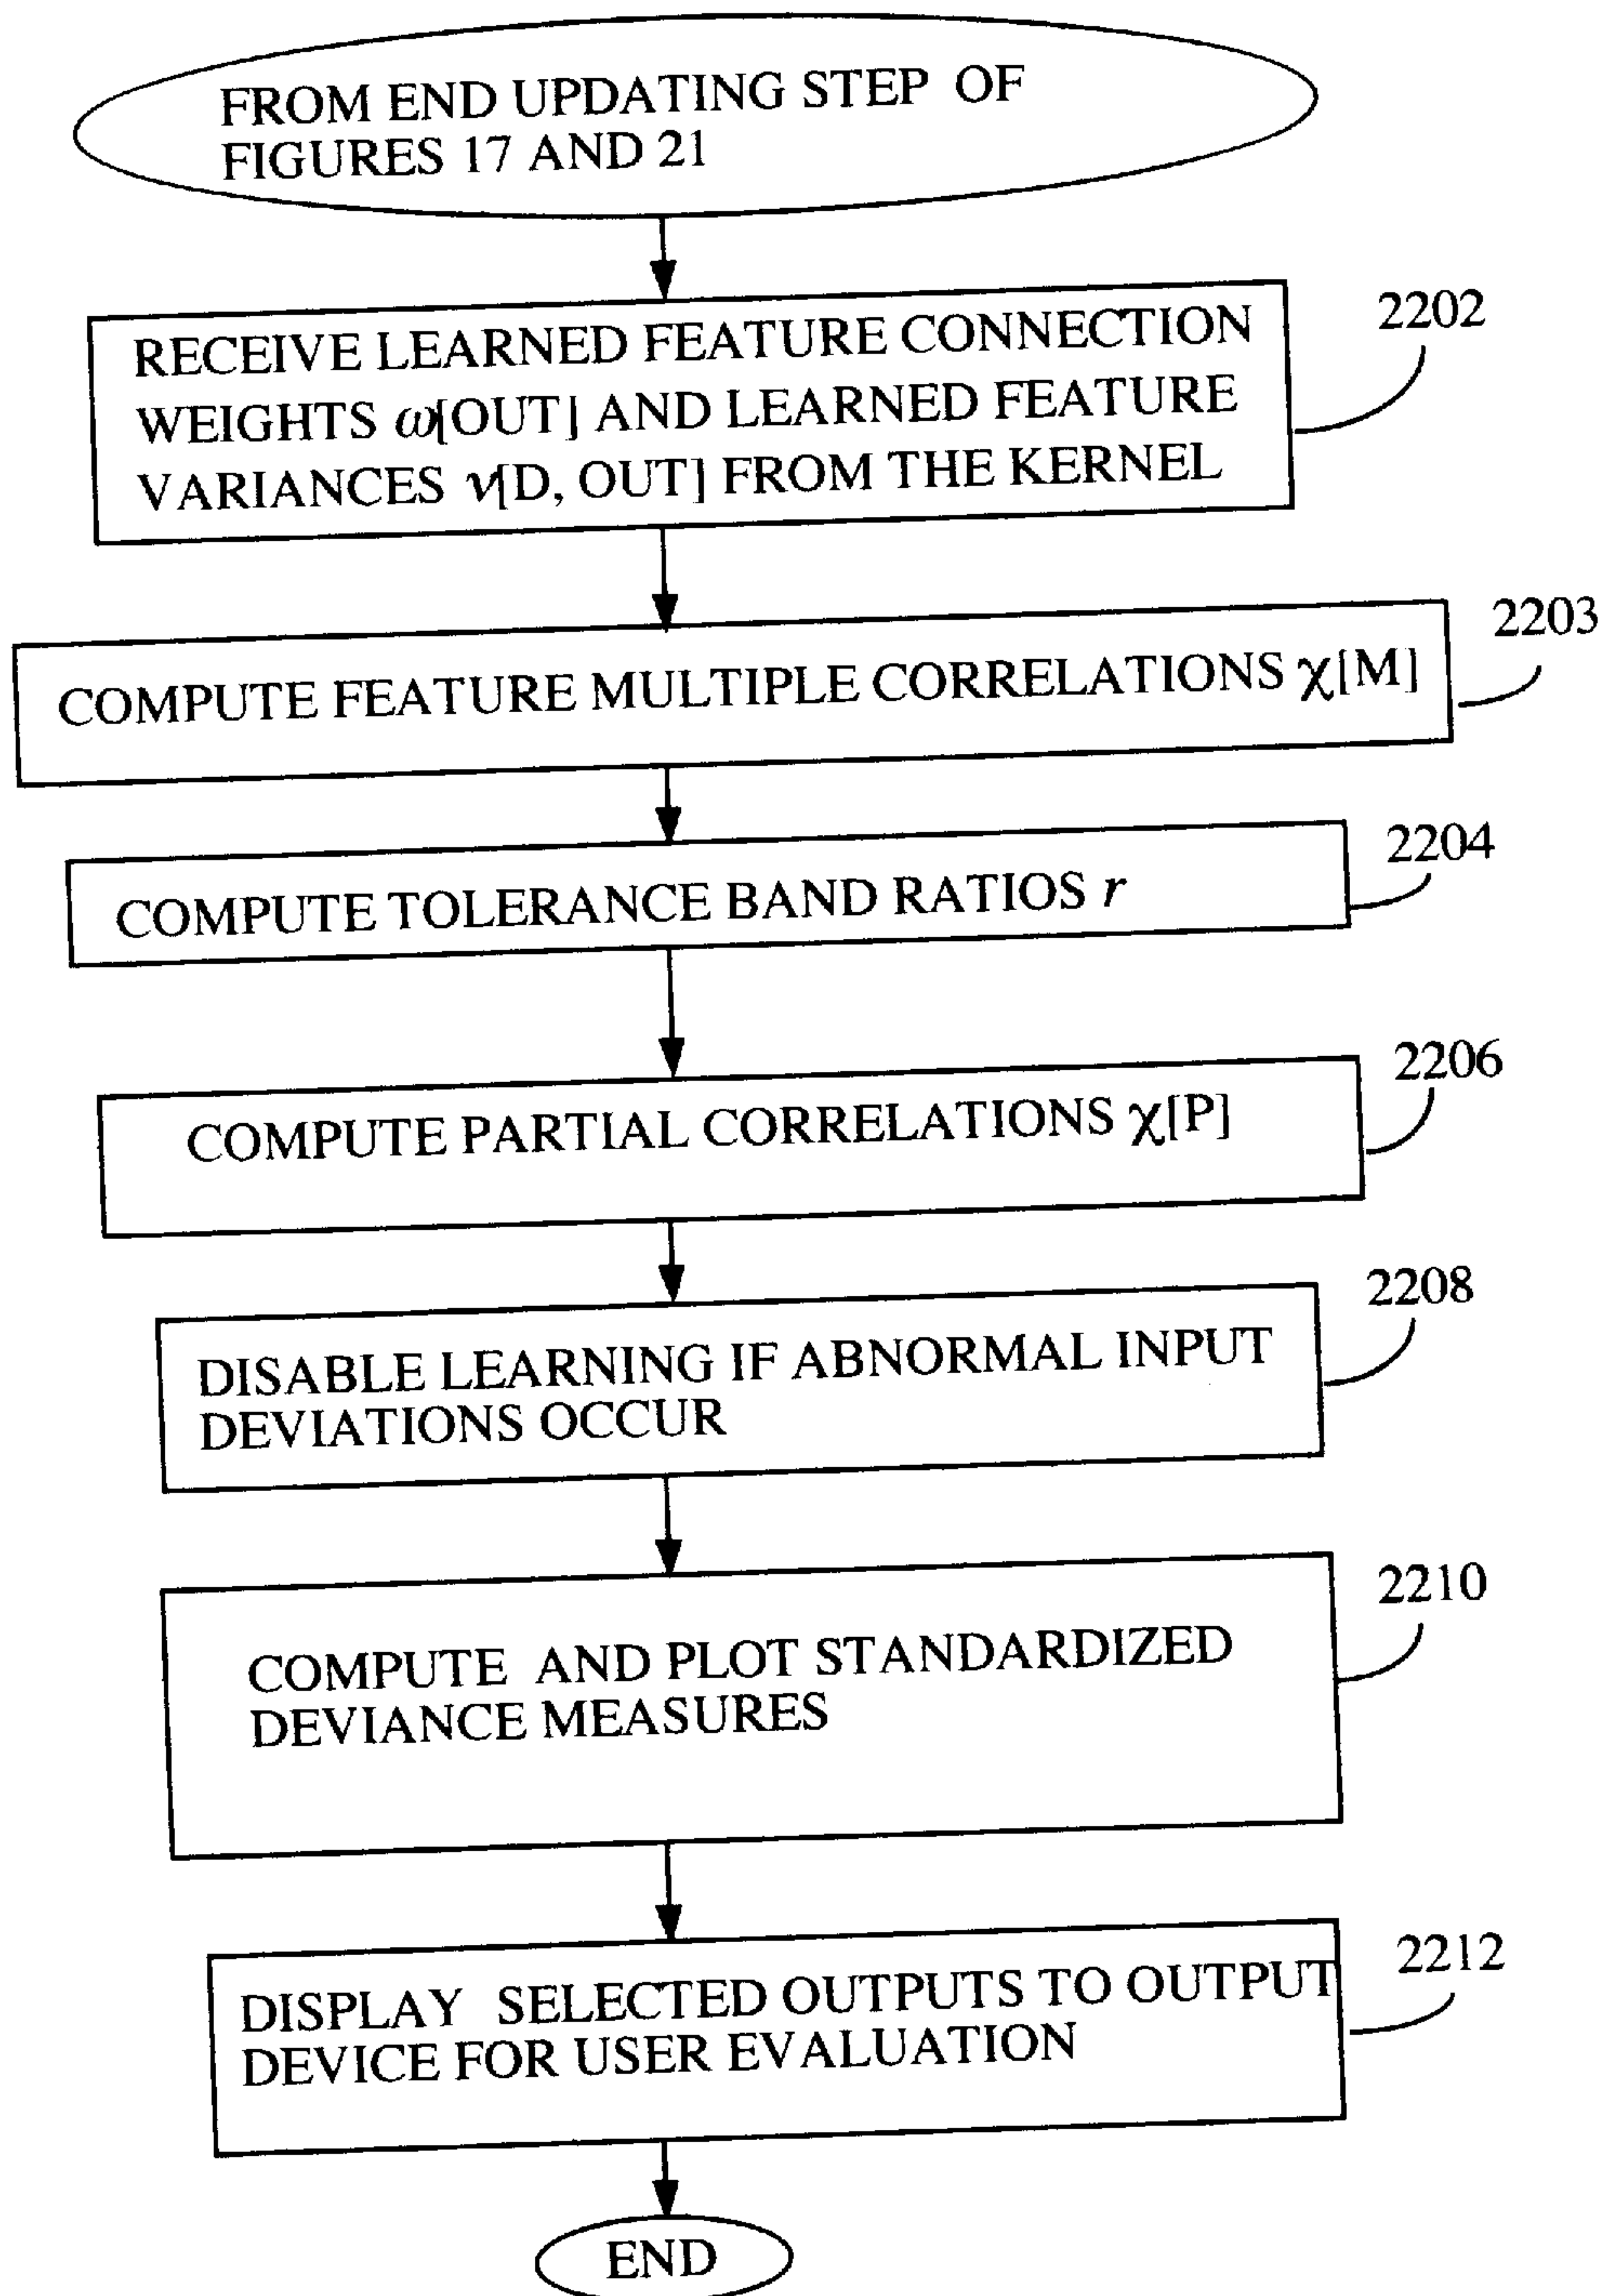 FROM END UPDATING STEP OF
FIGURES 17 AND 21
2202
RECEIVE LEARNED FEATURE CONNECTION
WEIGHTS ω[OUT] AND LEARNED FEATURE
VARIANCES ν[D, OUT] FROM THE KERNEL
2203
COMPUTE FEATURE MULTIPLE CORRELATIONS χ[M]
2204
COMPUTE TOLERANCE BAND RATIOS r
2206
COMPUTE PARTIAL CORRELATIONS χ[P]
2208
DISABLE LEARNING IF ABNORMAL INPUT
DEVIATIONS OCCUR
2210
COMPUTE AND PLOT STANDARDIZED
DEVIANCE MEASURES
2212
DISPLAY SELECTED OUTPUTS TO OUTPUT
DEVICE FOR USER EVALUATION
END